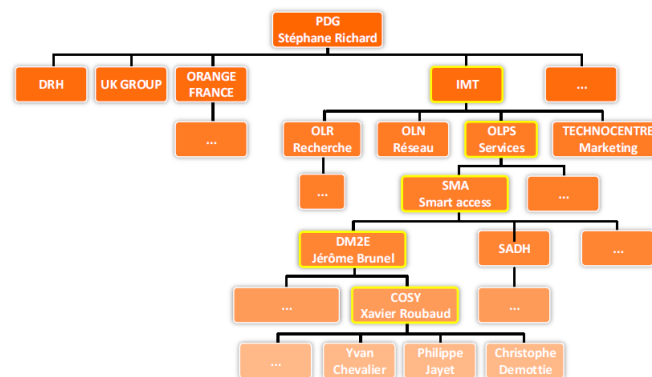 PDG
Stéphane Richard
DRH
UK GROUP
ORANGE
FRANCE
IMT
...
...
OLR
Recherche
OLN
Réseau
OLPS
Services
TECHNOCENTRE
Marketing
...
SMA
Smart access
...
DM2E
Jérôme Brunel
SADH
...
...
COSY
Xavier Roubaud
...
...
Yvan
Chevalier
Philippe
Jayet
Christophe
Demottie